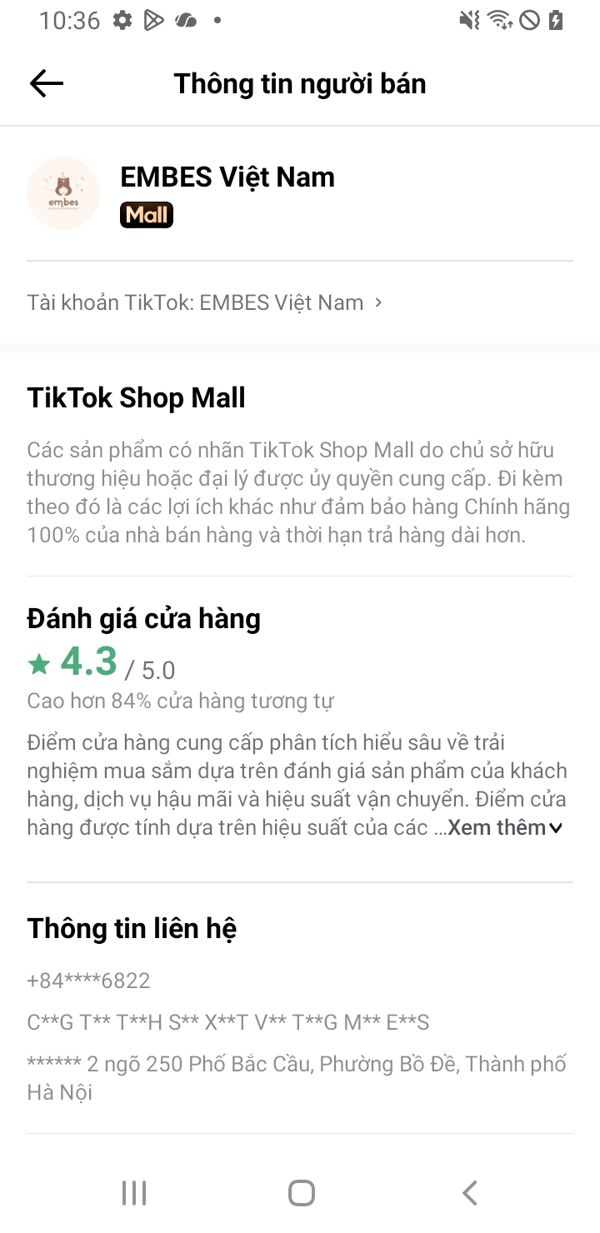 10:36
Thông tin người bán
embes
EMBES Việt Nam
Mall
Tài khoản TikTok: EMBES Việt Nam
TikTok Shop Mall
Các sản phẩm có nhãn TikTok Shop Mall do chủ sở hữu
thương hiệu hoặc đại lý được ủy quyền cung cấp. Đi kèm
theo đó là các lợi ích khác như đảm bảo hàng Chính hãng
100% của nhà bán hàng và thời hạn trả hàng dài hơn.
Đánh giá cửa hàng
4.3 / 5.0
Cao hơn 84% cửa hàng tương tự
Điểm cửa hàng cung cấp phân tích hiểu sâu về trải
nghiệm mua sắm dựa trên đánh giá sản phẩm của khách
hàng, dịch vụ hậu mãi và hiệu suất vận chuyển. Điểm cửa
hàng được tính dựa trên hiệu suất của các ...Xem thêm
Thông tin liên hệ
+84****6822
C**G T** T**H S** X**T V** T**G M** E**S
****** 2 ngõ 250 Phố Bắc Cầu, Phường Bồ Đề, Thành phố
Hà Nội